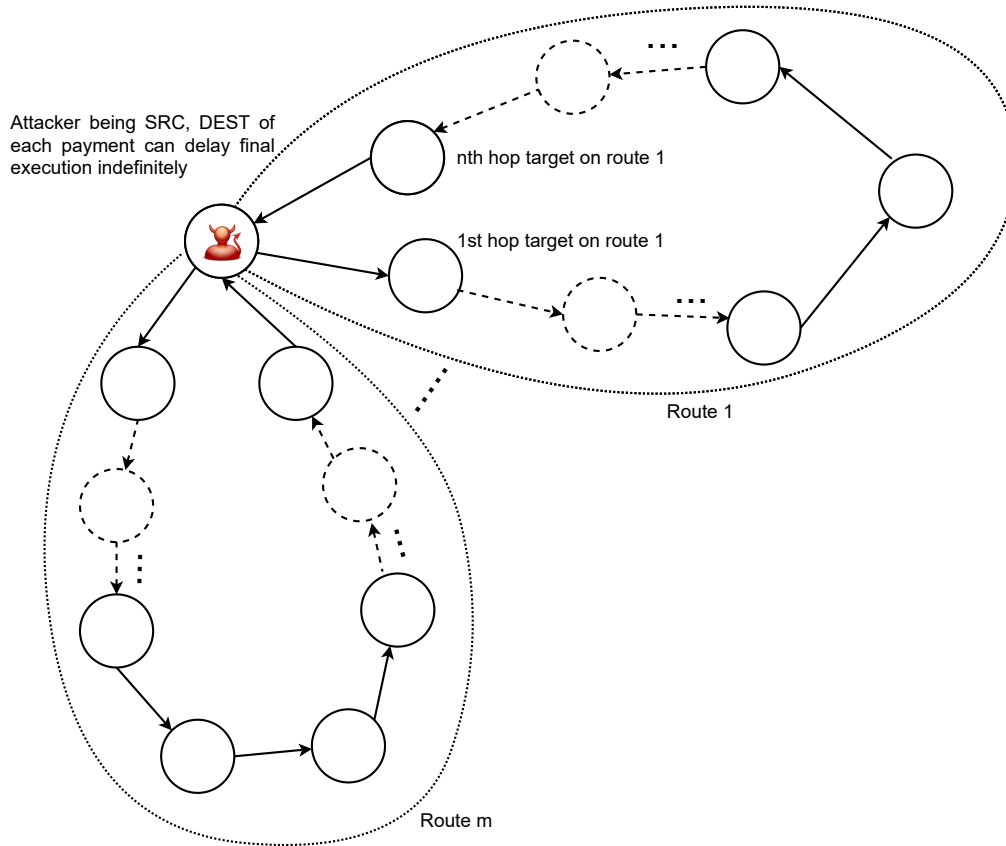 Attacker being SRC, DEST of
each payment can delay final
execution indefinitely
nth hop target on route 1
1st hop target on route 1
Route 1
Route m